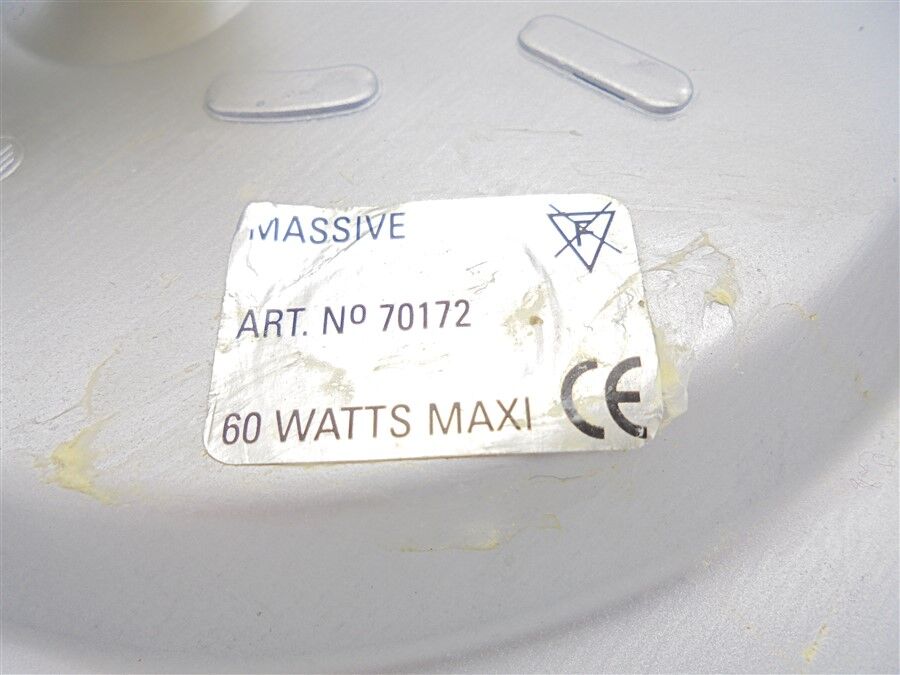 MASSIVE
F
ART. Nº 70172
60 WATTS MAXI
CE